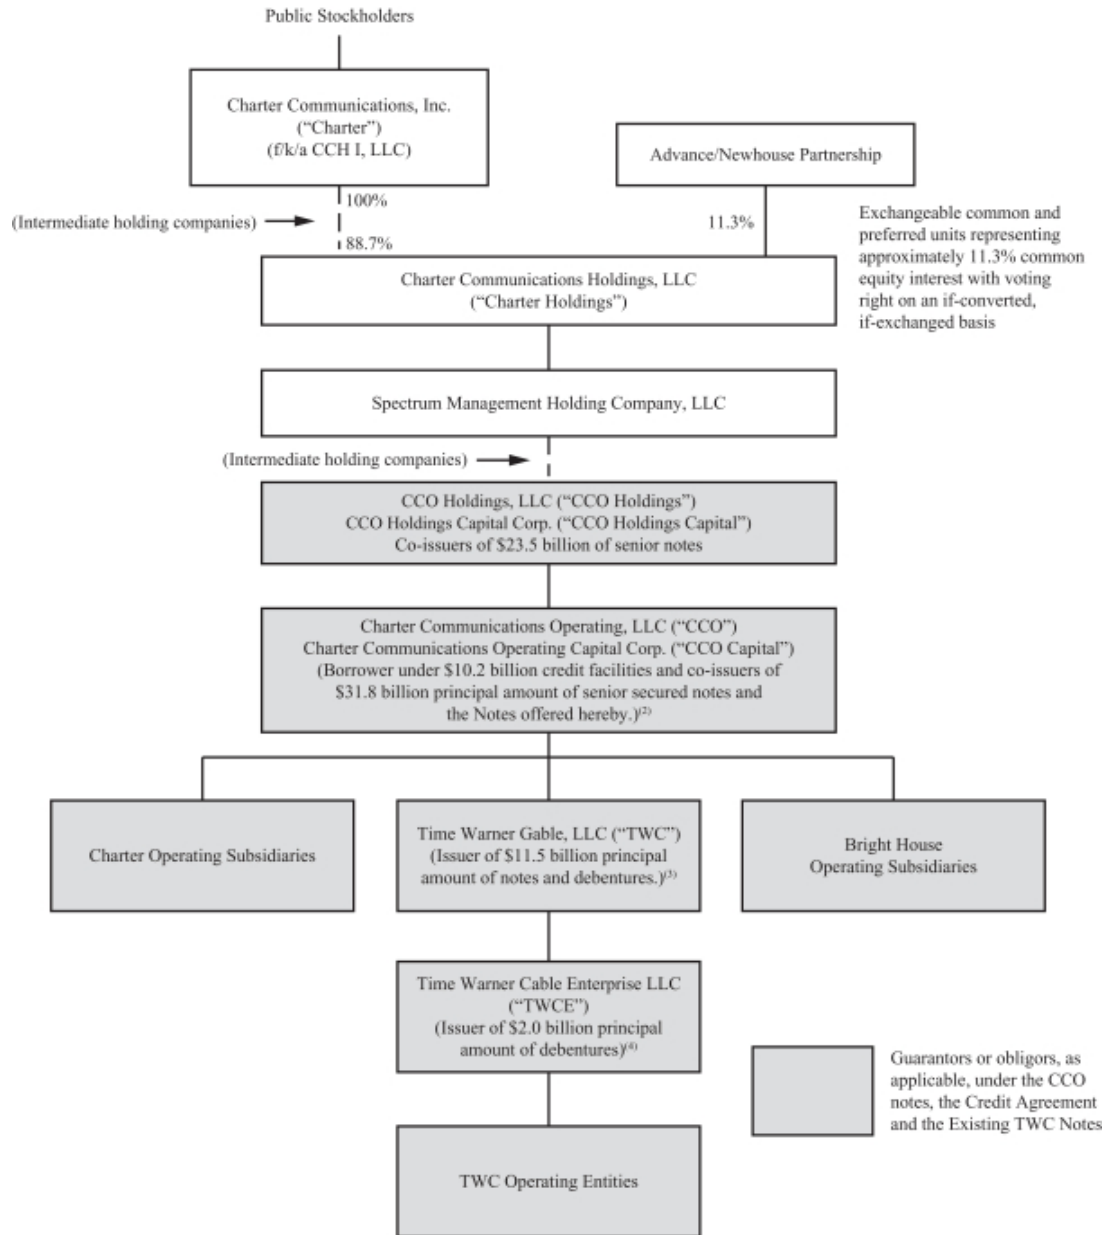 Public Stockholders
Charter Communications, Inc.
(“Charter”)
(f/k/a CCH I, LLC)
Advance/Newhouse Partnership
100%
(Intermediate holding companies)
88.7%
11.3%
Exchangeable common and
preferred units representing
approximately 11.3% common
equity interest with voting
right on an if-converted,
if-exchanged basis
Charter Communications Holdings, LLC
(“Charter Holdings”)
Spectrum Management Holding Company, LLC
(Intermediate holding companies)
CCO Holdings, LLC (“CCO Holdings”)
CCO Holdings Capital Corp. (“CCO Holdings Capital”)
Co-issuers of $23.5 billion of senior notes
Charter Communications Operating, LLC (“CCO”)
Charter Communications Operating Capital Corp. (“CCO Capital”)
(Borrower under $10.2 billion credit facilities and co-issuers of
$31.8 billion principal amount of senior secured notes and
the Notes offered hereby.)(2)
Charter Operating Subsidiaries
Time Warner Gable, LLC (“TWC”)
(Issuer of $11.5 billion principal
amount of notes and debentures.)(3)
Bright House
Operating Subsidiaries
Time Warner Cable Enterprise LLC
(“TWCE”)
(Issuer of $2.0 billion principal
amount of debentures)(4)
Guarantors or obligors, as
applicable, under the CCO
notes, the Credit Agreement
and the Existing TWC Notes
TWC Operating Entities